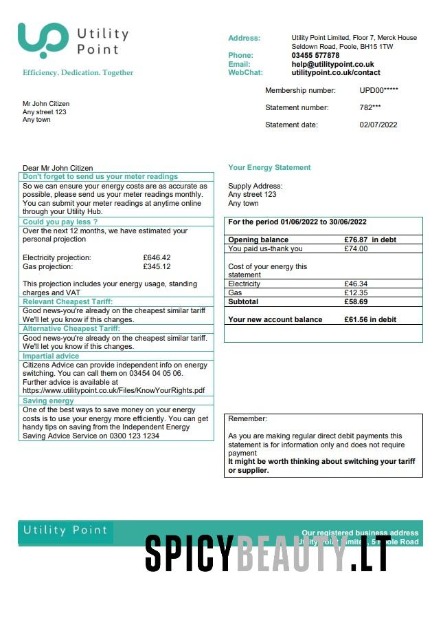 Utility
Point
Efficiency. Dedication. Together
Address: Utility Point Limited, Floor 7, Merck House
Seldown Road, Poole, BH15 1TW
Phone: 03455 577878
Email: help@utilitypoint.co.uk
WebChat: utilitypoint.co.uk/contact
Membership number: UPD00*****
Statement number: 782***
Statement date: 02/07/2022
Mr John Citizen
Any street 123
Any town
Dear Mr John Citizen
Don't forget to send us your meter readings
So we can ensure your energy costs are as accurate as
possible, please send us your meter readings monthly.
You can submit your meter readings at anytime online
through your Utility Hub.
Could you pay less ?
Over the next 12 months, we have estimated your
personal projection
Electricity projection: £646.42
Gas projection: £345.12
This projection includes your energy usage, standing
charges and VAT
Relevant Cheapest Tariff:
Good news-you're already on the cheapest similar tariff
We'll let you know if this changes.
Alternative Cheapest Tariff:
Good news-you're already on the cheapest similar tariff.
We'll let you know if this changes.
Impartial advice
Citizens Advice can provide independent info on energy
switching. You can call them on 03454 04 05 06.
Further advice is available at
https://www.utilitypoint.co.uk/Files/KnowYourRights.pdf
Saving energy
One of the best ways to save money on your energy
costs is to use your energy more efficiently. You can get
handy tips on saving from the Independent Energy
Saving Advice Service on 0300 123 1234
Your Energy Statement
Supply Address:
Any street 123
Any town
For the period 01/06/2022 to 30/06/2022
Opening balance £76.87 in debt
You paid us-thank you £74.00
Cost of your energy this
statement
Electricity £46.34
Gas £12.35
Subtotal £58.69
Your new account balance £61.56 in debit
Remember:
As you are making regular direct debit payments this
statement is for information only and does not require
payment
It might be worth thinking about switching your tariff
or supplier.
Utility Point
Our registered business address
Utility Point Limited, 5 Poole Road
SPICYBEAUTY.LT